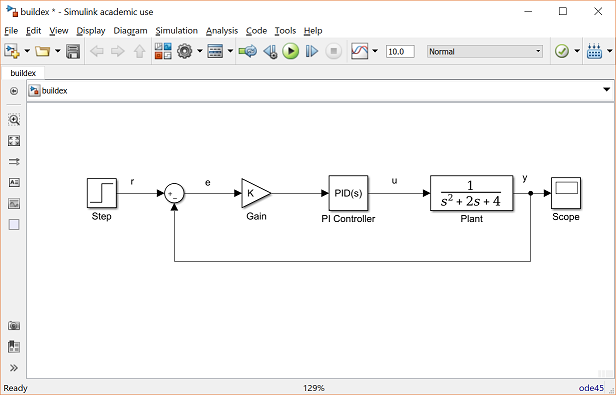 buildex * - Simulink academic use
File Edit View Display Diagram Simulation Analysis Code Tools Help
10.0 Normal
buildex
buildex
r e u y
+ _
K
PID(s)
1
s² + 2s + 4
Step Gain PI Controller Plant Scope
Ready 129% ode45